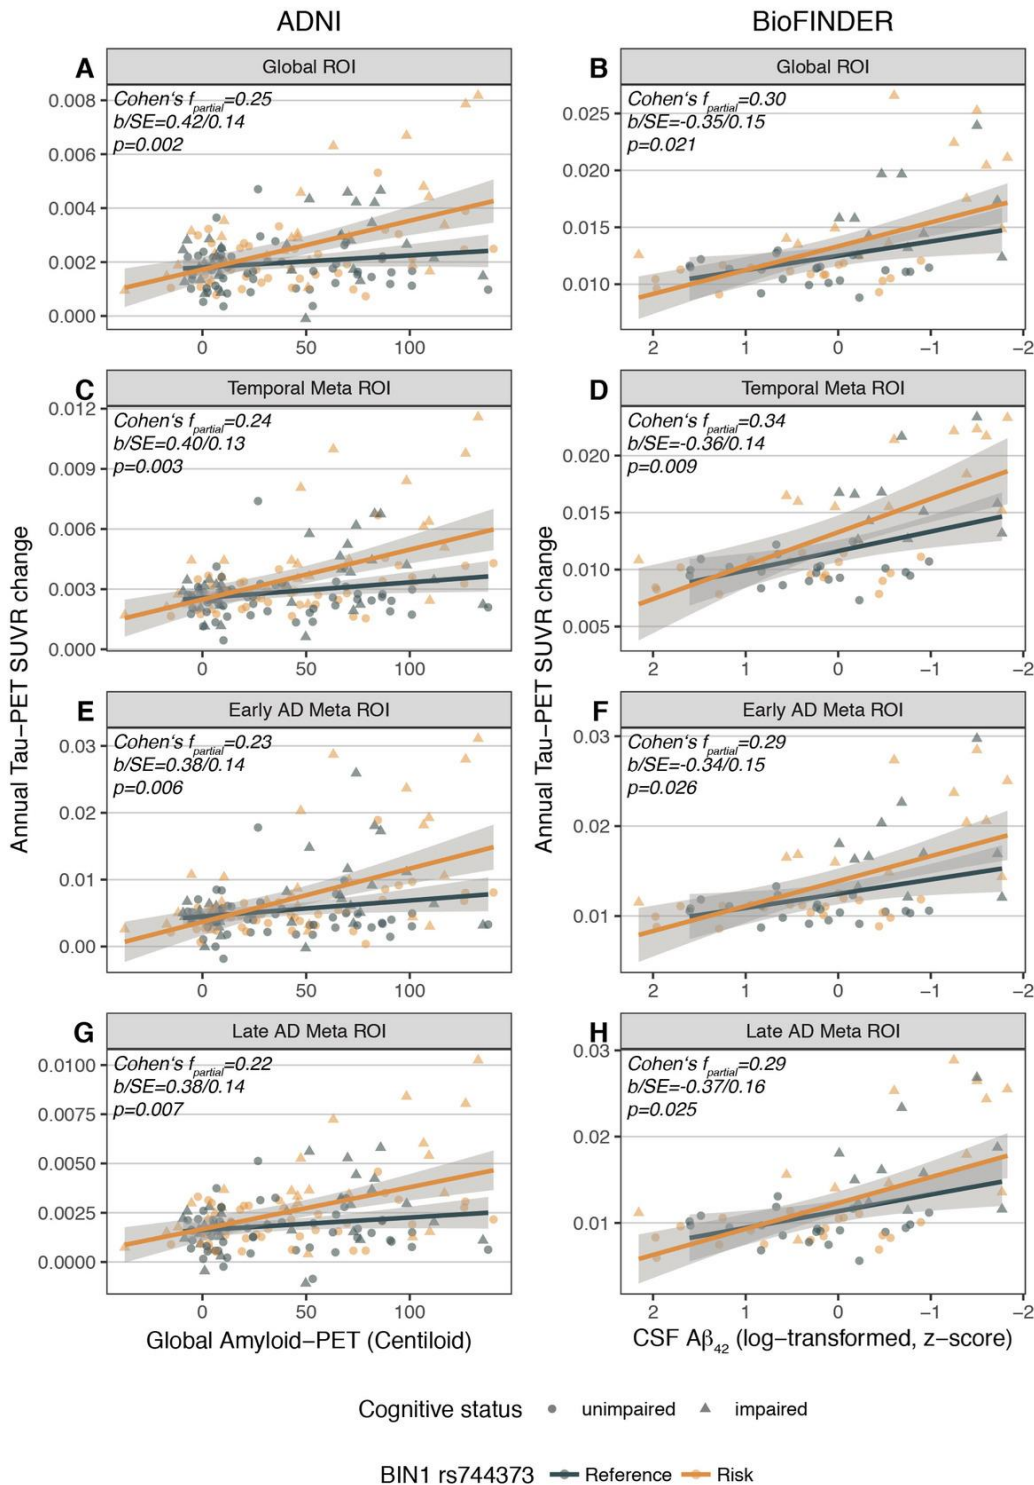 ADNI
BioFINDER
A
Global ROI
Cohen‘s f partial=0.25
b/SE=0.42/0.14
p=0.002
0.008
0.006
0.004
0.002
0.000
0
50
100
B
Global ROI
Cohen‘s f partial=0.30
b/SE=-0.35/0.15
p=0.021
0.025
0.020
0.015
0.010
2
1
0
−1
−2
C
Temporal Meta ROI
Cohen‘s f partial=0.24
b/SE=0.40/0.13
p=0.003
0.012
0.009
0.006
0.003
0.000
0
50
100
D
Temporal Meta ROI
Cohen‘s f partial=0.34
b/SE=-0.36/0.14
p=0.009
0.020
0.015
0.010
0.005
2
1
0
−1
−2
Annual Tau−PET SUVR change
Annual Tau−PET SUVR change
E
Early AD Meta ROI
Cohen‘s f partial=0.23
b/SE=0.38/0.14
p=0.006
0.03
0.02
0.01
0.00
0
50
100
F
Early AD Meta ROI
Cohen‘s f partial=0.29
b/SE=-0.34/0.15
p=0.026
0.03
0.02
0.01
2
1
0
−1
−2
G
Late AD Meta ROI
Cohen‘s f partial=0.22
b/SE=0.38/0.14
p=0.007
0.0100
0.0075
0.0050
0.0025
0.0000
0
50
100
Global Amyloid−PET (Centiloid)
H
Late AD Meta ROI
Cohen‘s f partial=0.29
b/SE=-0.37/0.16
p=0.025
0.03
0.02
0.01
2
1
0
−1
−2
CSF Aβ42 (log−transformed, z−score)
Cognitive status unimpaired impaired
BIN1 rs744373 Reference Risk